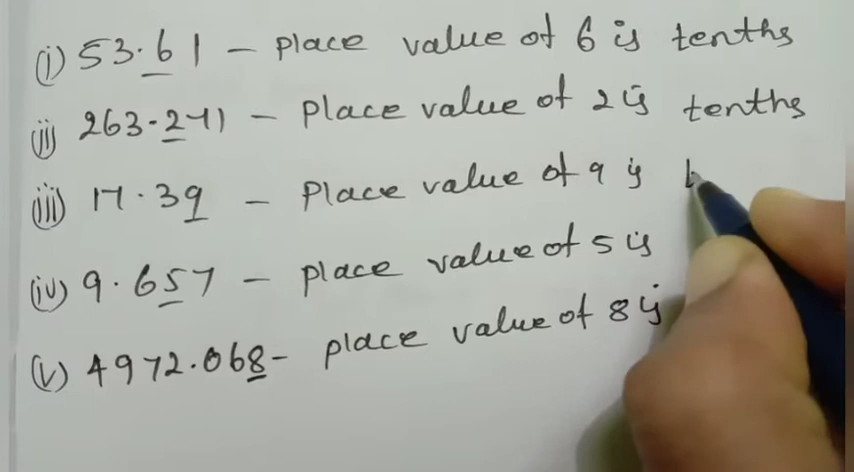 (i) 53.61 - place value of 6 is tenths
(ii) 263.241 - place value of 2 is tenths
(iii) 17.39 - Place value of 9 is h
(iv) 9.657 - place value of 5 is
(v) 4972.068 - place value of 8 is